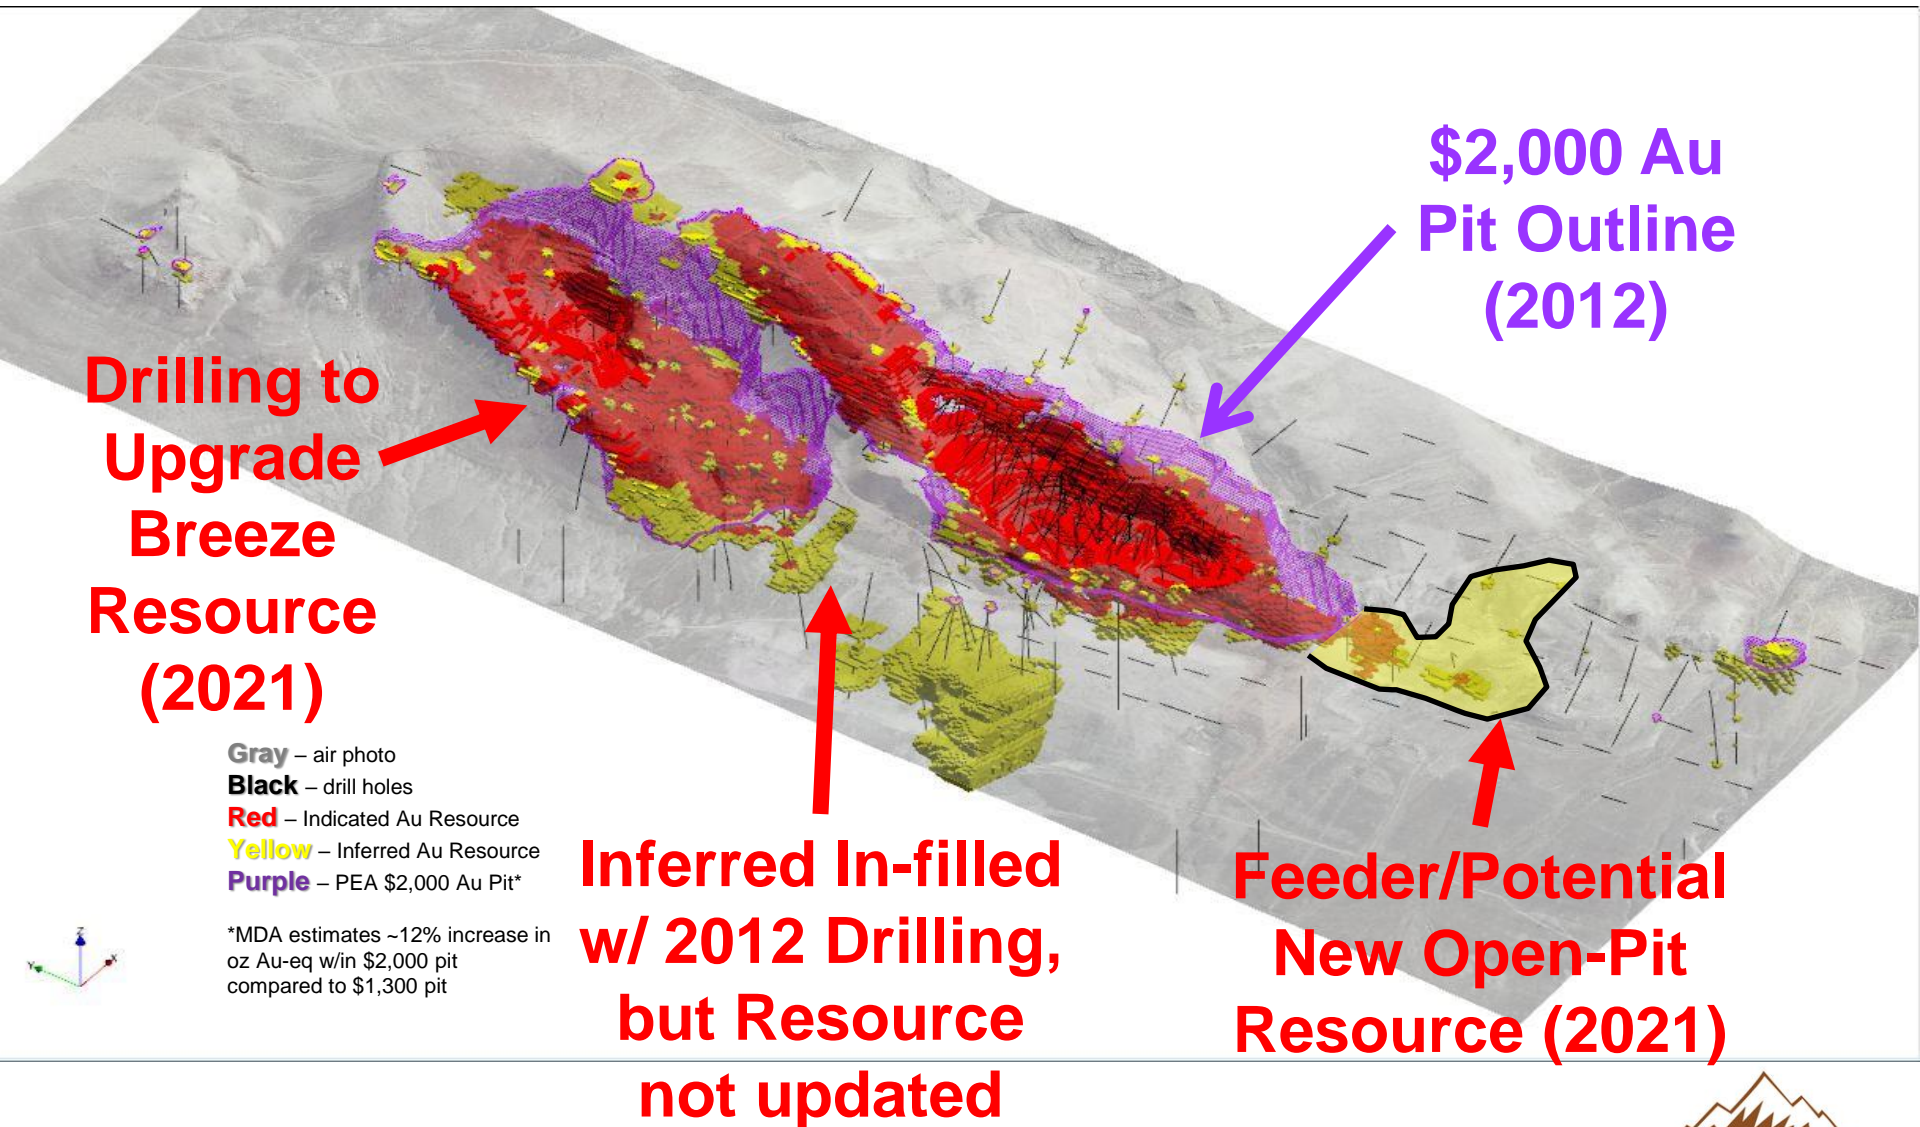 $2,000 Au
Pit Outline
(2012)
Drilling to
Upgrade
Breeze
Resource
(2021)
Gray – air photo
Black – drill holes
Red – Indicated Au Resource
Yellow – Inferred Au Resource
Purple – PEA $2,000 Au Pit*
*MDA estimates ~12% increase in
oz Au-eq w/in $2,000 pit
compared to $1,300 pit
Z
Y
X
Inferred In-filled
w/ 2012 Drilling,
but Resource
not updated
Feeder/Potential
New Open-Pit
Resource (2021)